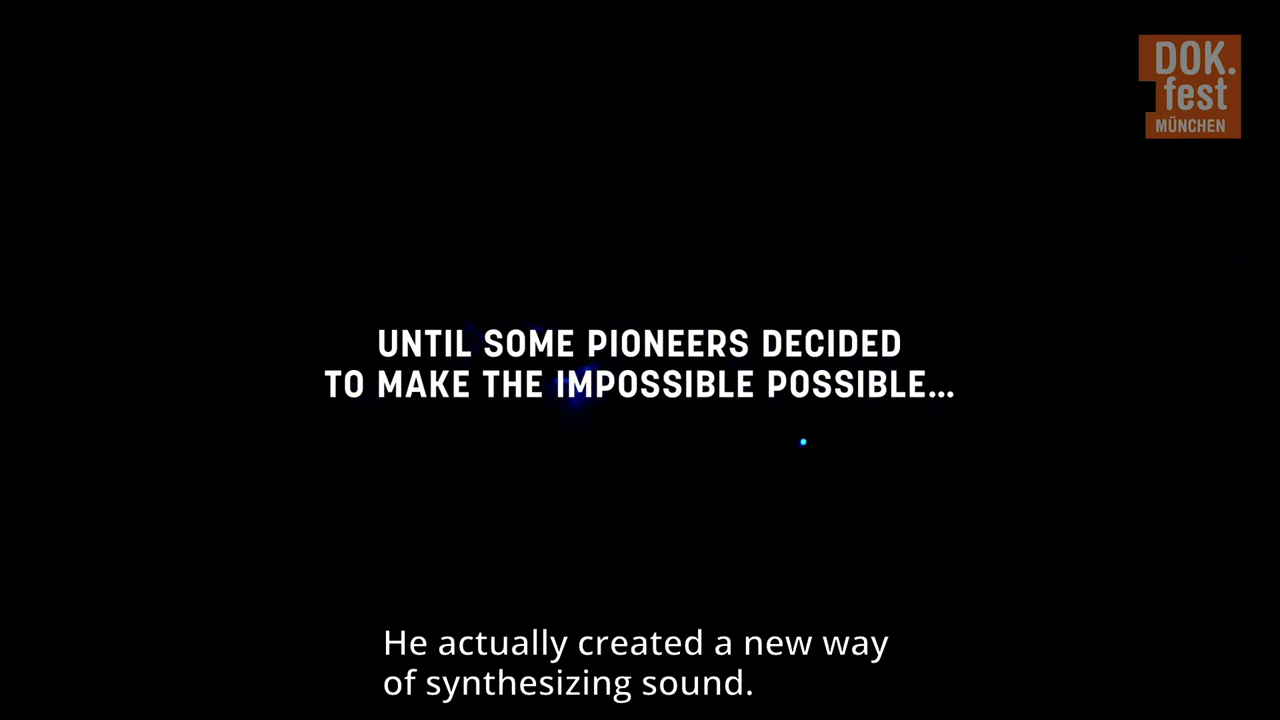 DOK.
fest
MÜNCHEN
UNTIL SOME PIONEERS DECIDED
TO MAKE THE IMPOSSIBLE POSSIBLE...
He actually created a new way
of synthesizing sound.